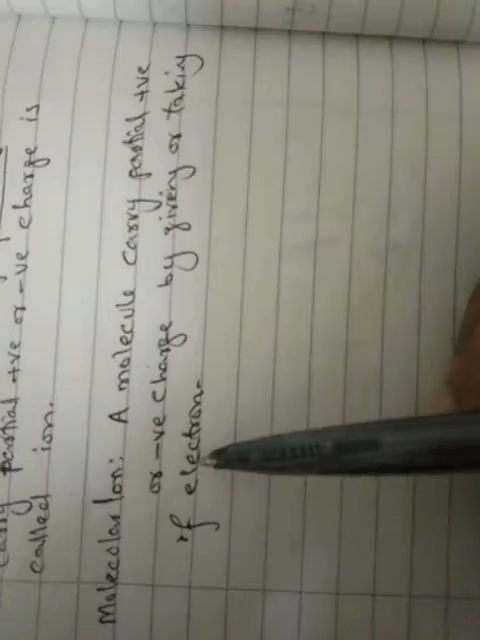 carry partial +ve or -ve charge is
called ion.
Molecular Ion: A molecule carry partial +ve
or -ve charge by giving or taking
of electron.